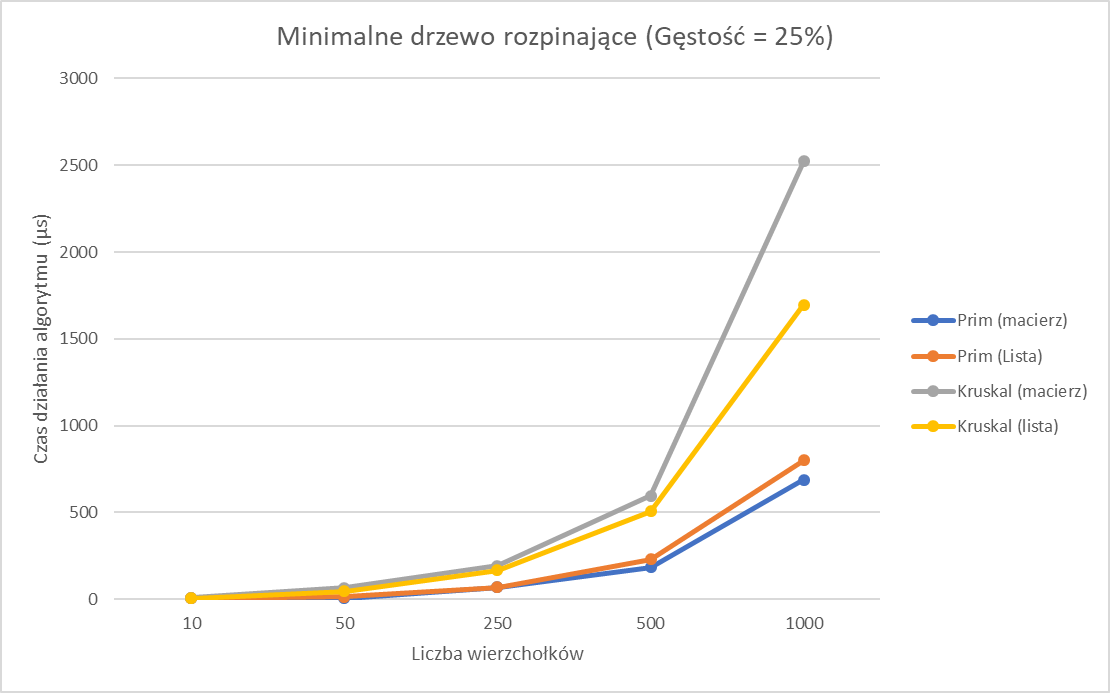 Minimalne drzewo rozpinające (Gęstość = 25%)
3000
2500
2000
1500
1000
500
0
Czas działania algorytmu (µs)
10 50 250 500 1000
Liczba wierzchołków
Prim (macierz)
Prim (Lista)
Kruskal (macierz)
Kruskal (lista)